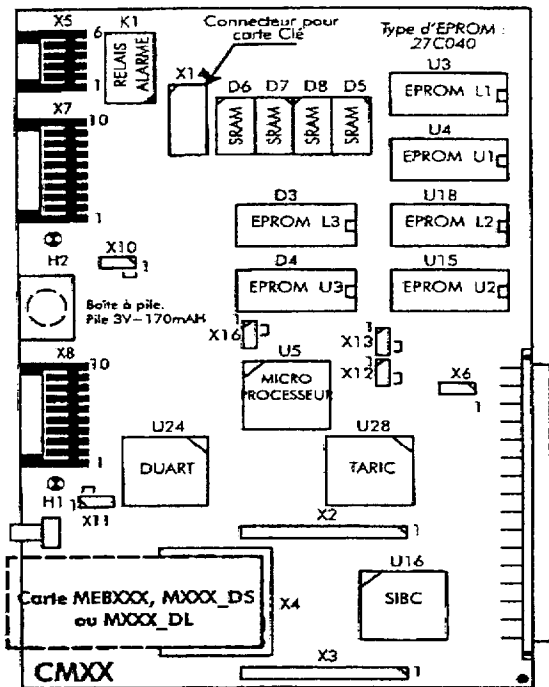 X5
6
1
K1
RELAIS
ALARME
Connecteur pour
carte Clé
X1
Type d'EPROM :
27C040
D6 D7 D8 D5
SRAM SRAM SRAM SRAM
U3
EPROM L1
U4
EPROM U1
X7
10
1
D3
EPROM L3
U18
EPROM L2
H2
X10
1
D4
EPROM U3
U15
EPROM U2
Boîte à pile.
Pile 3V-170mAH
1
X16
1
X13
1
X12
X6
1
U5
MICRO
PROCESSEUR
X8
10
1
U24
DUART
U28
TARIC
H1
1
X11
X2
1
U16
SIBC
Carte MEBXXX, MXXX_DS
ou MXXX_DL
X4
X3
1
CMXX